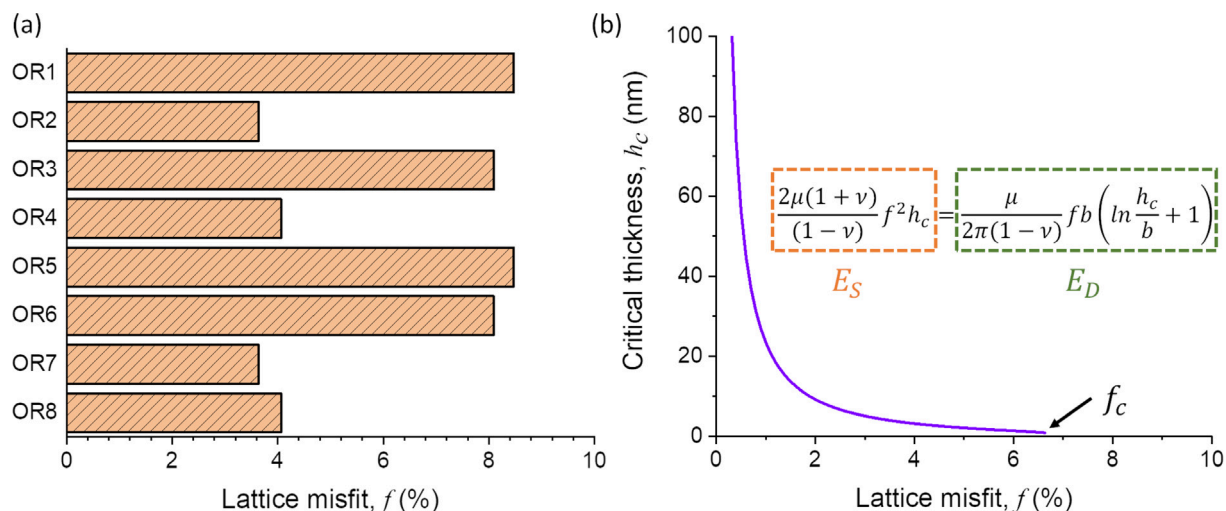 (a)
OR1
OR2
OR3
OR4
OR5
OR6
OR7
OR8
0 2 4 6 8 10
Lattice misfit, f (%)
(b)
100
80
60
40
20
0
Critical thickness, h_c (nm)
2μ(1 + ν)/(1 − ν) f²h_c = μ/2π(1 − ν) fb (ln h_c/b + 1)
E_S E_D
f_c
0 2 4 6 8 10
Lattice misfit, f (%)